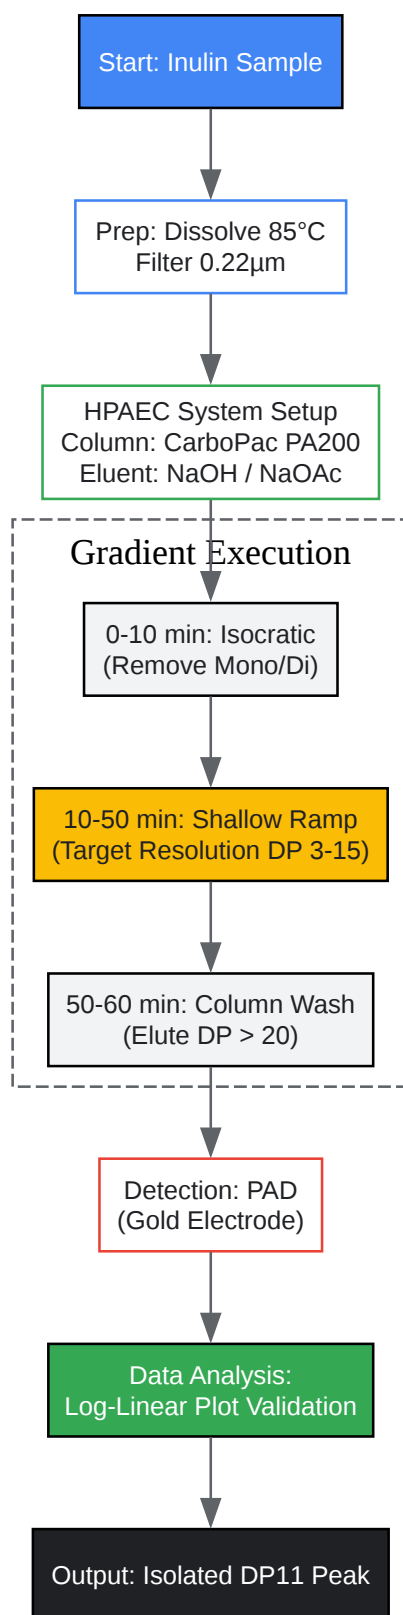 Start: Inulin Sample
Prep: Dissolve 85°C
Filter 0.22µm
HPAEC System Setup
Column: CarboPac PA200
Eluent: NaOH / NaOAc
Gradient Execution
0-10 min: Isocratic
(Remove Mono/Di)
10-50 min: Shallow Ramp
(Target Resolution DP 3-15)
50-60 min: Column Wash
(Elute DP > 20)
Detection: PAD
(Gold Electrode)
Data Analysis:
Log-Linear Plot Validation
Output: Isolated DP11 Peak